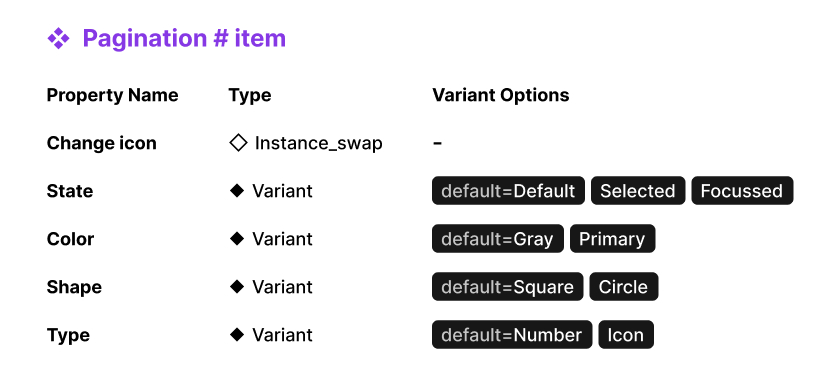 Pagination # item
Property Name Type Variant Options
Change icon Instance_swap -
State Variant default=Default Selected Focussed
Color Variant default=Gray Primary
Shape Variant default=Square Circle
Type Variant default=Number Icon